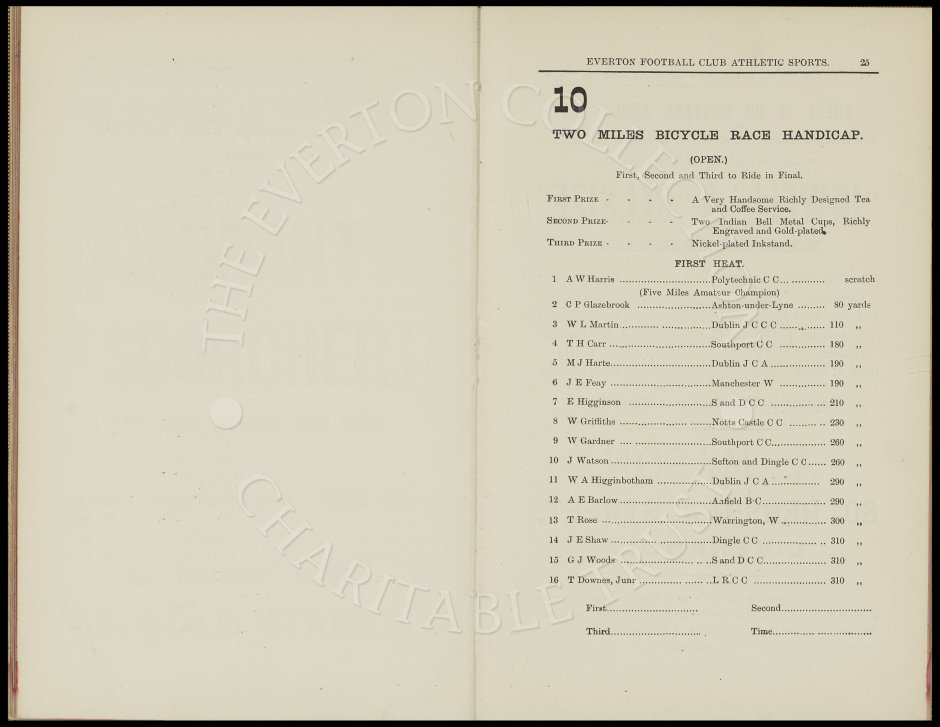 EVERTON FOOTBALL CLUB ATHLETIC SPORTS. 25
10
TWO MILES BICYCLE RACE HANDICAP.
(OPEN.)
First, Second and Third to Ride in Final.
FIRST PRIZE - - - - A Very Handsome Richly Designed Tea
and Coffee Service.
SECOND PRIZE- - - - Two Indian Bell Metal Cups, Richly
Engraved and Gold-plated.
THIRD PRIZE - - - - Nickel-plated Inkstand.
FIRST HEAT.
1 A W Harris ..............................Polytechnic C C... ............ scratch
(Five Miles Amateur Champion)
2 C P Glazebrook .........................Ashton-under-Lyne ......... 80 yards
3 W L Martin...............................Dublin J C C C ............... 110 ,,
4 T H Carr ..................................Southport C C ............... 180 ,,
5 M J Harte.................................Dublin J C A .................. 190 ,,
6 J E Feay ..................................Manchester W ............... 190 ,,
7 E Higginson ............................S and D C C .................. 210 ,,
8 W Griffiths ...............................Notts Castle C C ............ 230 ,,
9 W Gardner ...............................Southport C C.................. 260 ,,
10 J Watson..................................Sefton and Dingle C C...... 260 ,,
11 W A Higginbotham ..................Dublin J C A ................ 290 ,,
12 A E Barlow...............................Anfield B C..................... 290 ,,
13 T Rose .....................................Warrington, W ............... 300 ,,
14 J E Shaw..................................Dingle C C ..................... 310 ,,
15 G J Woods ...............................S and D C C..................... 310 ,,
16 T Downes, Junr ........................L R C C ........................ 310 ,,
First.............................. Second..............................
Third.............................. Time.................................
THE EVERTON COLLECTION
CHARITABLE TRUST